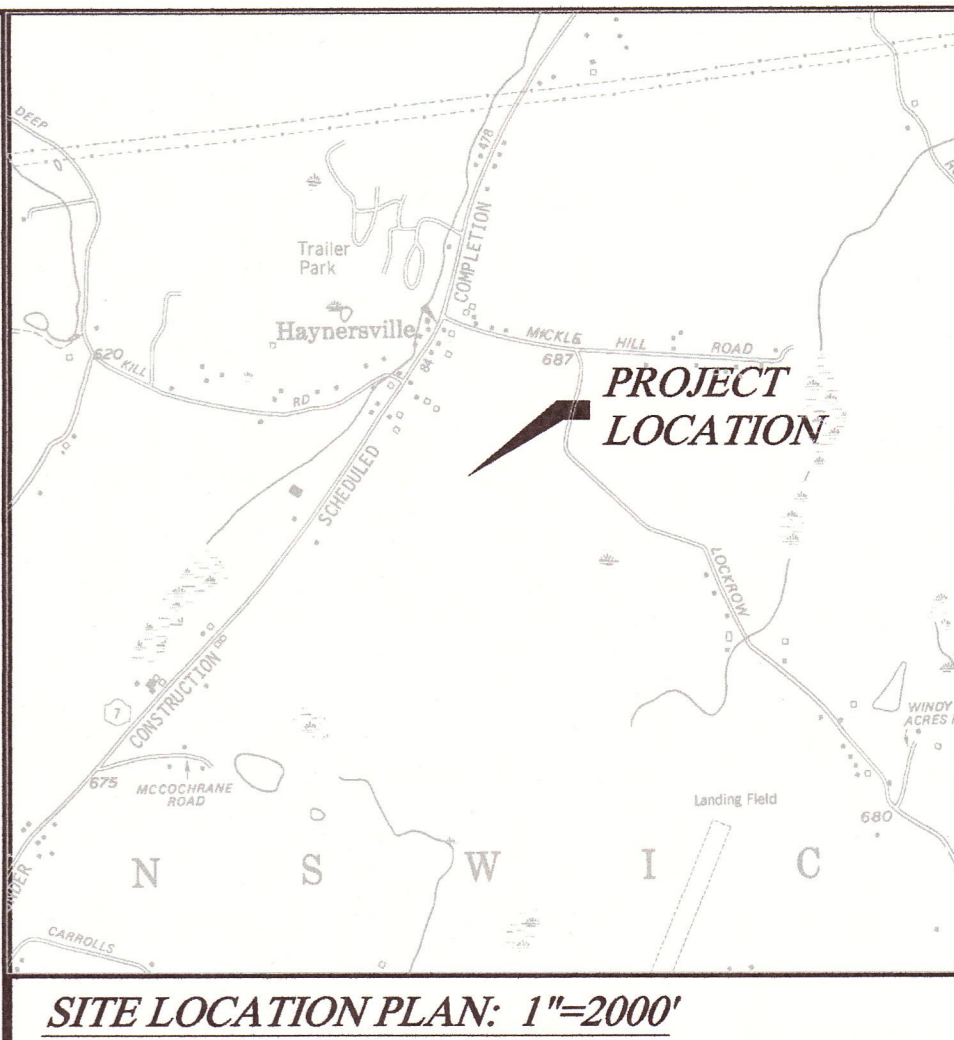 DEEP
478
COMPLETION
Trailer
Park
Haynersville
MICKLE HILL ROAD
687
620
KILL
RD
84
PROJECT
LOCATION
SCHEDULED
LOCKROW
CONSTRUCTION
7
WINDY
ACRES
675
MCCOCHRANE
ROAD
Landing Field
680
UNDER
N S W I C
CARROLLS
SITE LOCATION PLAN: 1"=2000'